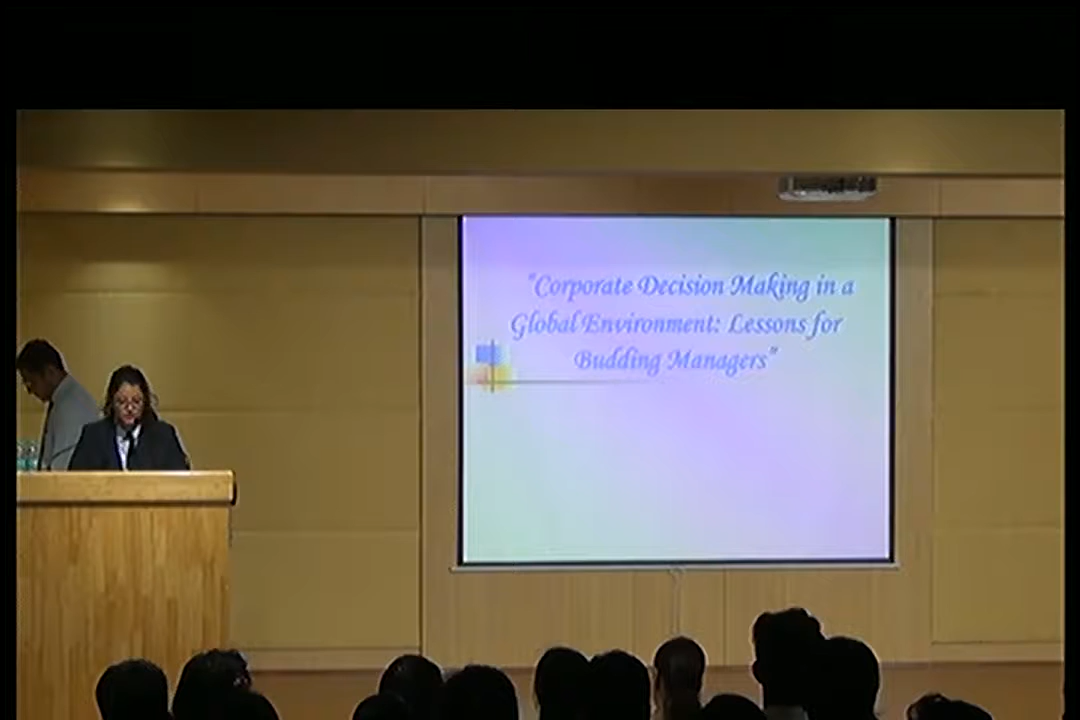 "Corporate Decision Making in a
Global Environment: Lessons for
Budding Managers"